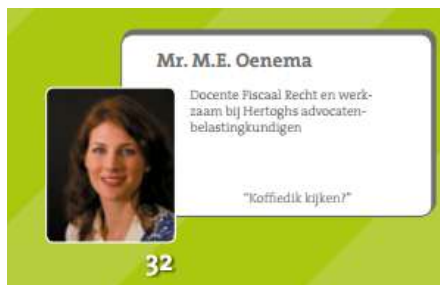 Mr. M.E. Oenema
Docente Fiscaal Recht en werk-
zaam bij Hertoghs advocaten-
belastingkundigen
"Koffiedik kijken?"
32